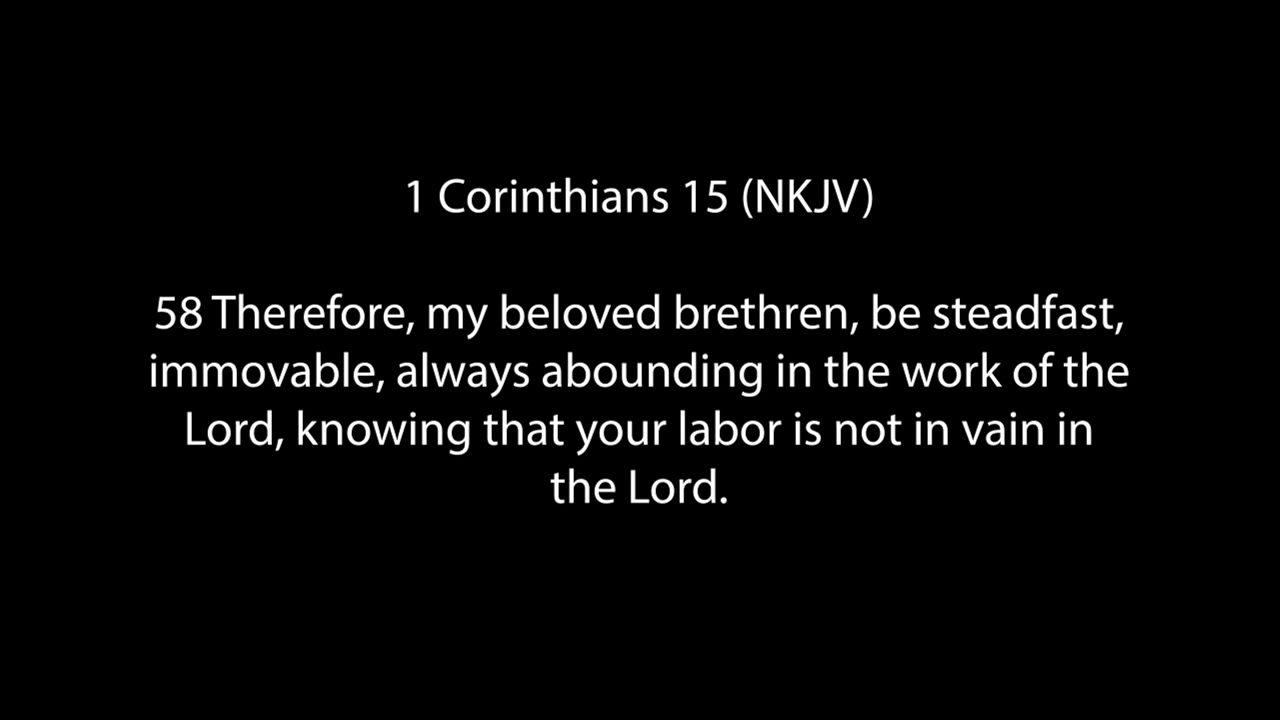 1 Corinthians 15 (NKJV)
58 Therefore, my beloved brethren, be steadfast,
immovable, always abounding in the work of the
Lord, knowing that your labor is not in vain in
the Lord.